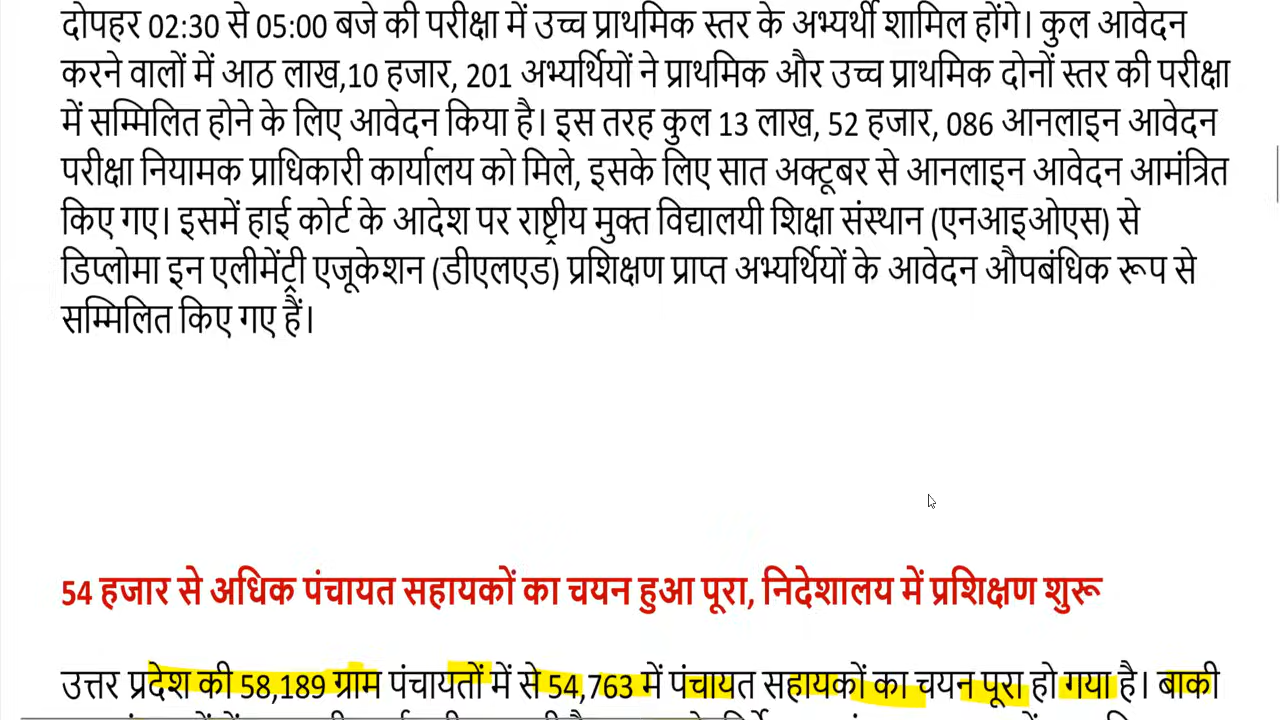 दोपहर 02:30 से 05:00 बजे की परीक्षा में उच्च प्राथमिक स्तर के अभ्यर्थी शामिल होंगे। कुल आवेदन
करने वालों में आठ लाख,10 हजार, 201 अभ्यर्थियों ने प्राथमिक और उच्च प्राथमिक दोनों स्तर की परीक्षा
में सम्मिलित होने के लिए आवेदन किया है। इस तरह कुल 13 लाख, 52 हजार, 086 आनलाइन आवेदन
परीक्षा नियामक प्राधिकारी कार्यालय को मिले, इसके लिए सात अक्टूबर से आनलाइन आवेदन आमंत्रित
किए गए। इसमें हाई कोर्ट के आदेश पर राष्ट्रीय मुक्त विद्यालयी शिक्षा संस्थान (एनआइओएस) से
डिप्लोमा इन एलीमेंट्री एजूकेशन (डीएलएड) प्रशिक्षण प्राप्त अभ्यर्थियों के आवेदन औपबंधिक रूप से
सम्मिलित किए गए हैं।
54 हजार से अधिक पंचायत सहायकों का चयन हुआ पूरा, निदेशालय में प्रशिक्षण शुरू
उत्तर प्रदेश की 58,189 ग्राम पंचायतों में से 54,763 में पंचायत सहायकों का चयन पूरा हो गया है। बाकी